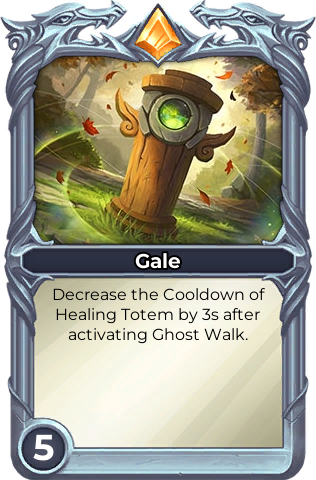 Gale
Decrease the Cooldown of
Healing Totem by 3s after
activating Ghost Walk.
5